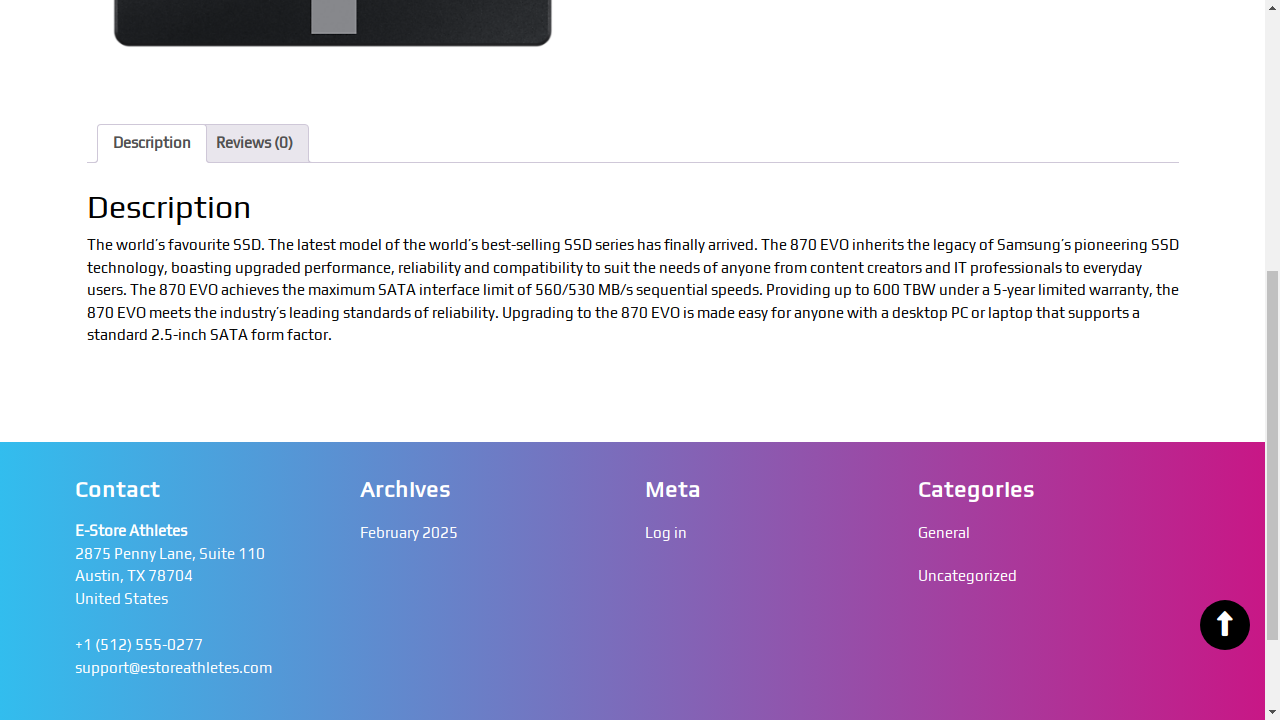 Description
Reviews (0)
Description
The world's favourite SSD. The latest model of the world's best-selling SSD series has finally arrived. The 870 EVO inherits the legacy of Samsung's pioneering SSD
technology, boasting upgraded performance, reliability and compatibility to suit the needs of anyone from content creators and IT professionals to everyday
users. The 870 EVO achieves the maximum SATA interface limit of 560/530 MB/s sequential speeds. Providing up to 600 TBW under a 5-year limited warranty, the
870 EVO meets the industry's leading standards of reliability. Upgrading to the 870 EVO is made easy for anyone with a desktop PC or laptop that supports a
standard 2.5-inch SATA form factor.
Contact
E-Store Athletes
2875 Penny Lane, Suite 110
Austin, TX 78704
United States
+1 (512) 555-0277
support@estoreathletes.com
Archives
February 2025
Meta
Log in
Categories
General
Uncategorized